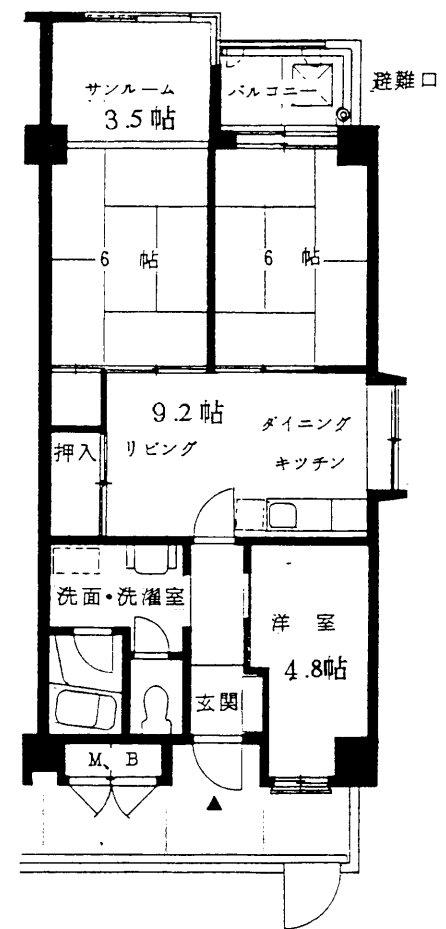 サンルーム
3.5帖
バルコニー
避難口
6 帖
6 帖
9.2帖
リビング
ダイニング
キッチン
押入
洗面・洗濯室
洋 室
4.8帖
玄関
M、B